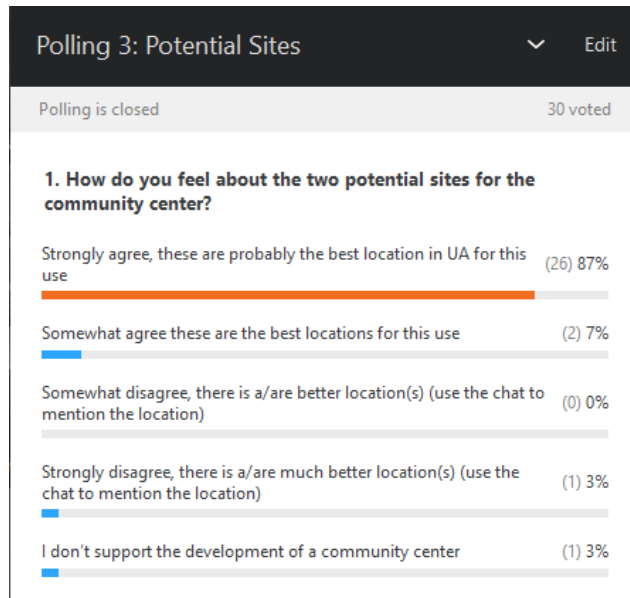 Polling 3: Potential Sites Edit
Polling is closed 30 voted
1. How do you feel about the two potential sites for the
community center?
Strongly agree, these are probably the best location in UA for this
use (26) 87%
Somewhat agree these are the best locations for this use (2) 7%
Somewhat disagree, there is a/are better location(s) (use the chat to
mention the location) (0) 0%
Strongly disagree, there is a/are much better location(s) (use the
chat to mention the location) (1) 3%
I don't support the development of a community center (1) 3%